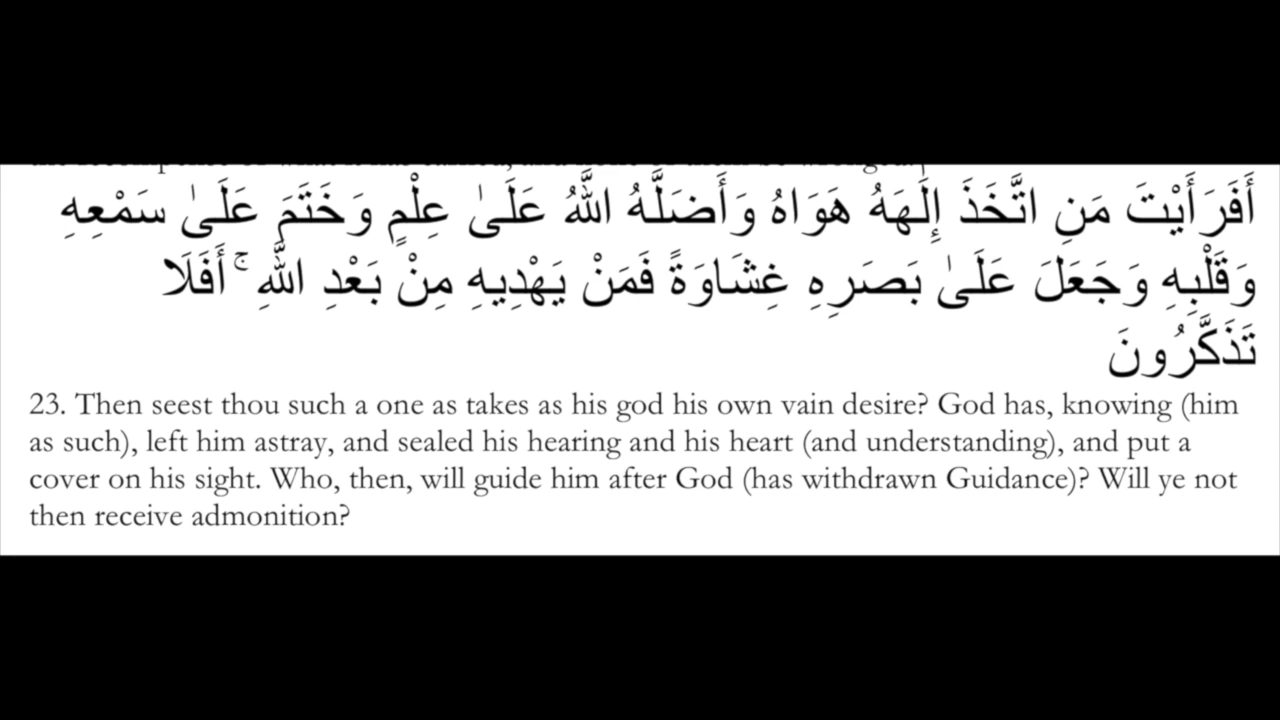 أَفَرَأَيْتَ مَنِ اتَّخَذَ إِلَٰهَهُ هَوَاهُ وَأَضَلَّهُ اللَّهُ عَلَىٰ عِلْمٍ وَخَتَمَ عَلَىٰ سَمْعِهِ
وَقَلْبِهِ وَجَعَلَ عَلَىٰ بَصَرِهِ غِشَاوَةً فَمَنْ يَهْدِيهِ مِنْ بَعْدِ اللَّهِ ۚ أَفَلَا
تَذَكَّرُونَ
23. Then seest thou such a one as takes as his god his own vain desire? God has, knowing (him
as such), left him astray, and sealed his hearing and his heart (and understanding), and put a
cover on his sight. Who, then, will guide him after God (has withdrawn Guidance)? Will ye not
then receive admonition?